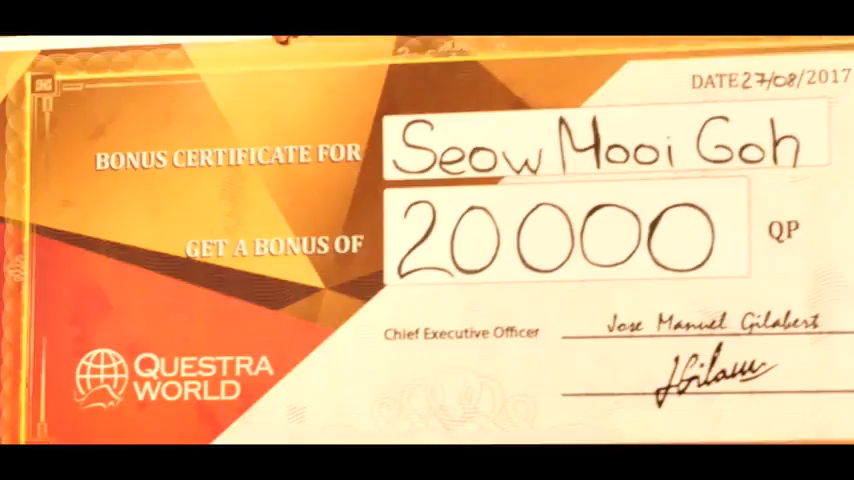 DATE 27/08/2017
BONUS CERTIFICATE FOR Seow Mooi Goh
GET A BONUS OF 20000 QP
Chief Executive Officer Jose Manuel Gilabert
QUESTRA
WORLD